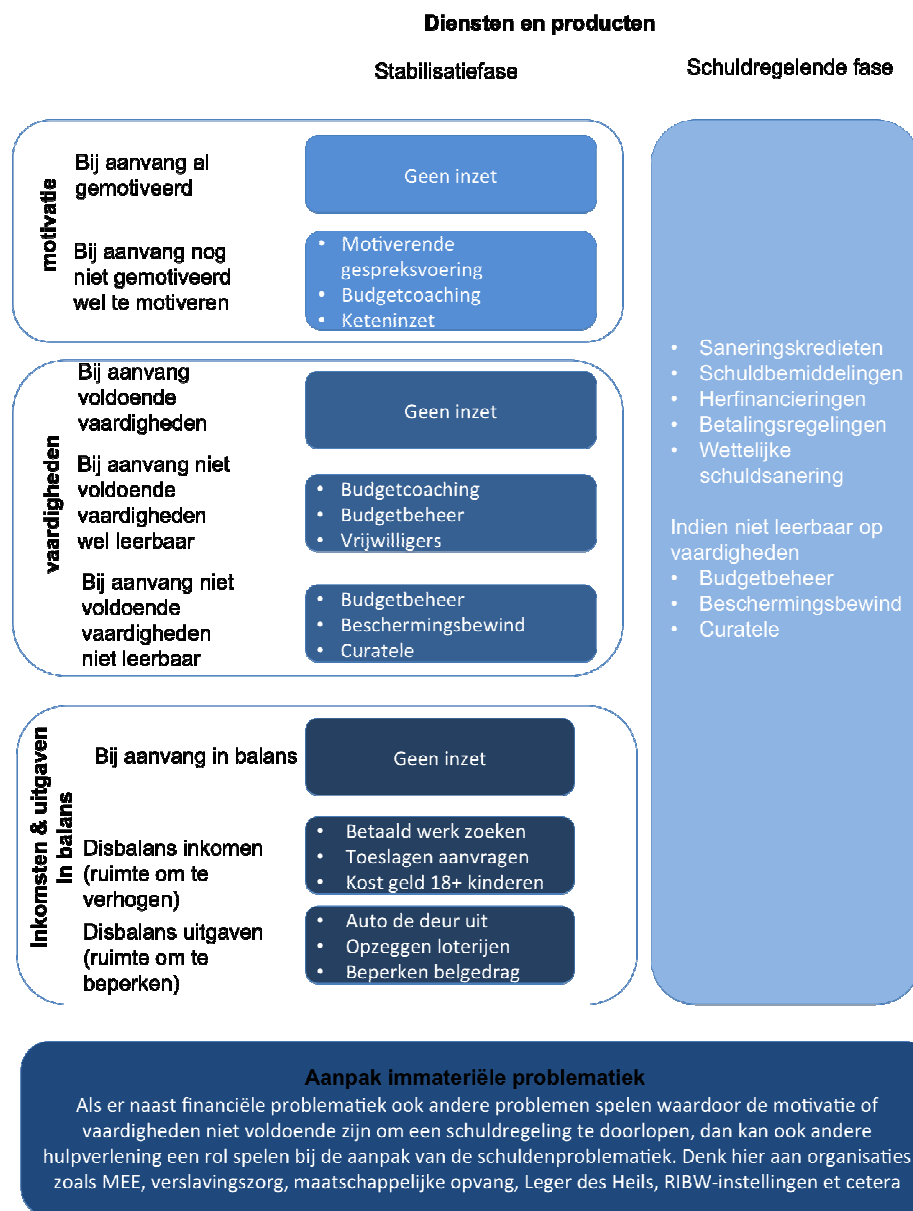 Diensten en producten
Stabilisatiefase
Schuldregelende fase
motivatie
Bij aanvang al
gemotiveerd
Geen inzet
Bij aanvang nog
niet gemotiveerd
wel te motiveren
• Motiverende
gespreksvoering
• Budgetcoaching
• Keteninzet
vaardigheden
Bij aanvang
voldoende
vaardigheden
Geen inzet
Bij aanvang niet
voldoende
vaardigheden
wel leerbaar
• Budgetcoaching
• Budgetbeheer
• Vrijwilligers
Bij aanvang niet
voldoende
vaardigheden
niet leerbaar
• Budgetbeheer
• Beschermingsbewind
• Curatele
Inkomsten & uitgaven
In balans
Bij aanvang in balans
Geen inzet
Disbalans inkomen
(ruimte om te
verhogen)
• Betaald werk zoeken
• Toeslagen aanvragen
• Kost geld 18+ kinderen
Disbalans uitgaven
(ruimte om te
beperken)
• Auto de deur uit
• Opzeggen loterijen
• Beperken belgedrag
• Saneringskredieten
• Schuldbemiddelingen
• Herfinancieringen
• Betalingsregelingen
• Wettelijke
schuldsanering
Indien niet leerbaar op
vaardigheden
• Budgetbeheer
• Beschermingsbewind
• Curatele
Aanpak immateriële problematiek
Als er naast financiële problematiek ook andere problemen spelen waardoor de motivatie of
vaardigheden niet voldoende zijn om een schuldregeling te doorlopen, dan kan ook andere
hulpverlening een rol spelen bij de aanpak van de schuldenproblematiek. Denk hier aan organisaties
zoals MEE, verslavingszorg, maatschappelijke opvang, Leger des Heils, RIBW-instellingen et cetera